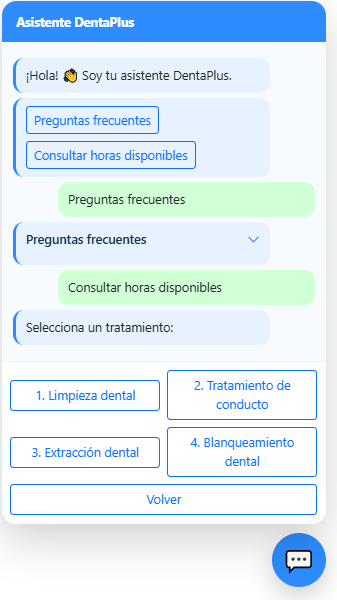 Asistente DentaPlus
¡Hola! 👏 Soy tu asistente DentaPlus.
Preguntas frecuentes
Consultar horas disponibles
Preguntas frecuentes
Preguntas frecuentes
Consultar horas disponibles
Selecciona un tratamiento:
1. Limpieza dental
2. Tratamiento de
conducto
3. Extracción dental
4. Blanqueamiento
dental
Volver